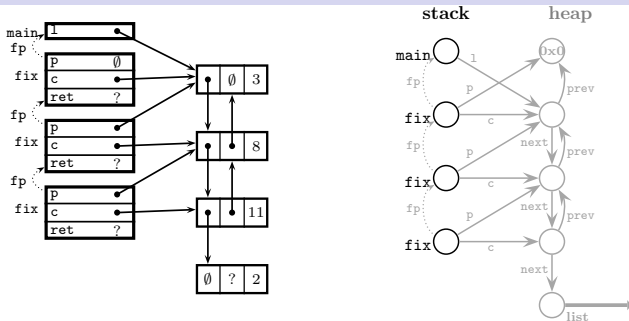 stack heap
main l
fp
p ∅
fix c
ret ?
∅ 3
fp
p
fix c
ret ?
8
fp
p
fix c
ret ?
11
∅ ? 2
main 0x0
l
fp p prev
fix c
next
fp p prev
fix c
next
fp p prev
fix c
next
list